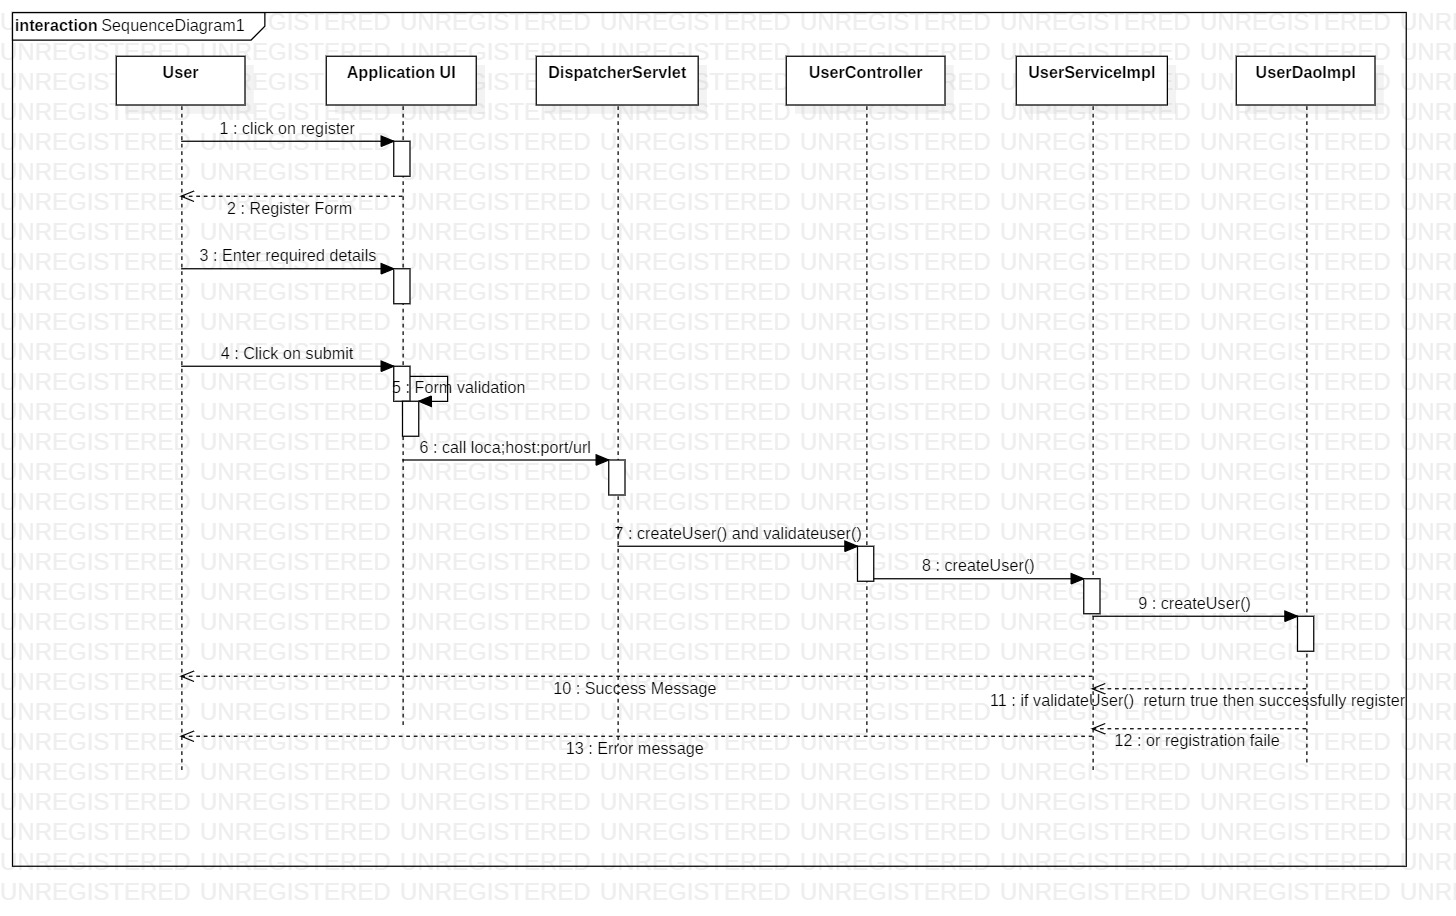 interaction SequenceDiagram1
User
Application UI
DispatcherServlet
UserController
UserServiceImpl
UserDaoImpl
1 : click on register
2 : Register Form
3 : Enter required details
4 : Click on submit
5 : Form validation
6 : call loca;host:port/url
7 : createUser() and validateuser()
8 : createUser()
9 : createUser()
10 : Success Message
11 : if validateUser()  return true then successfully register
12 : or registration faile
13 : Error message
UNREGISTERED